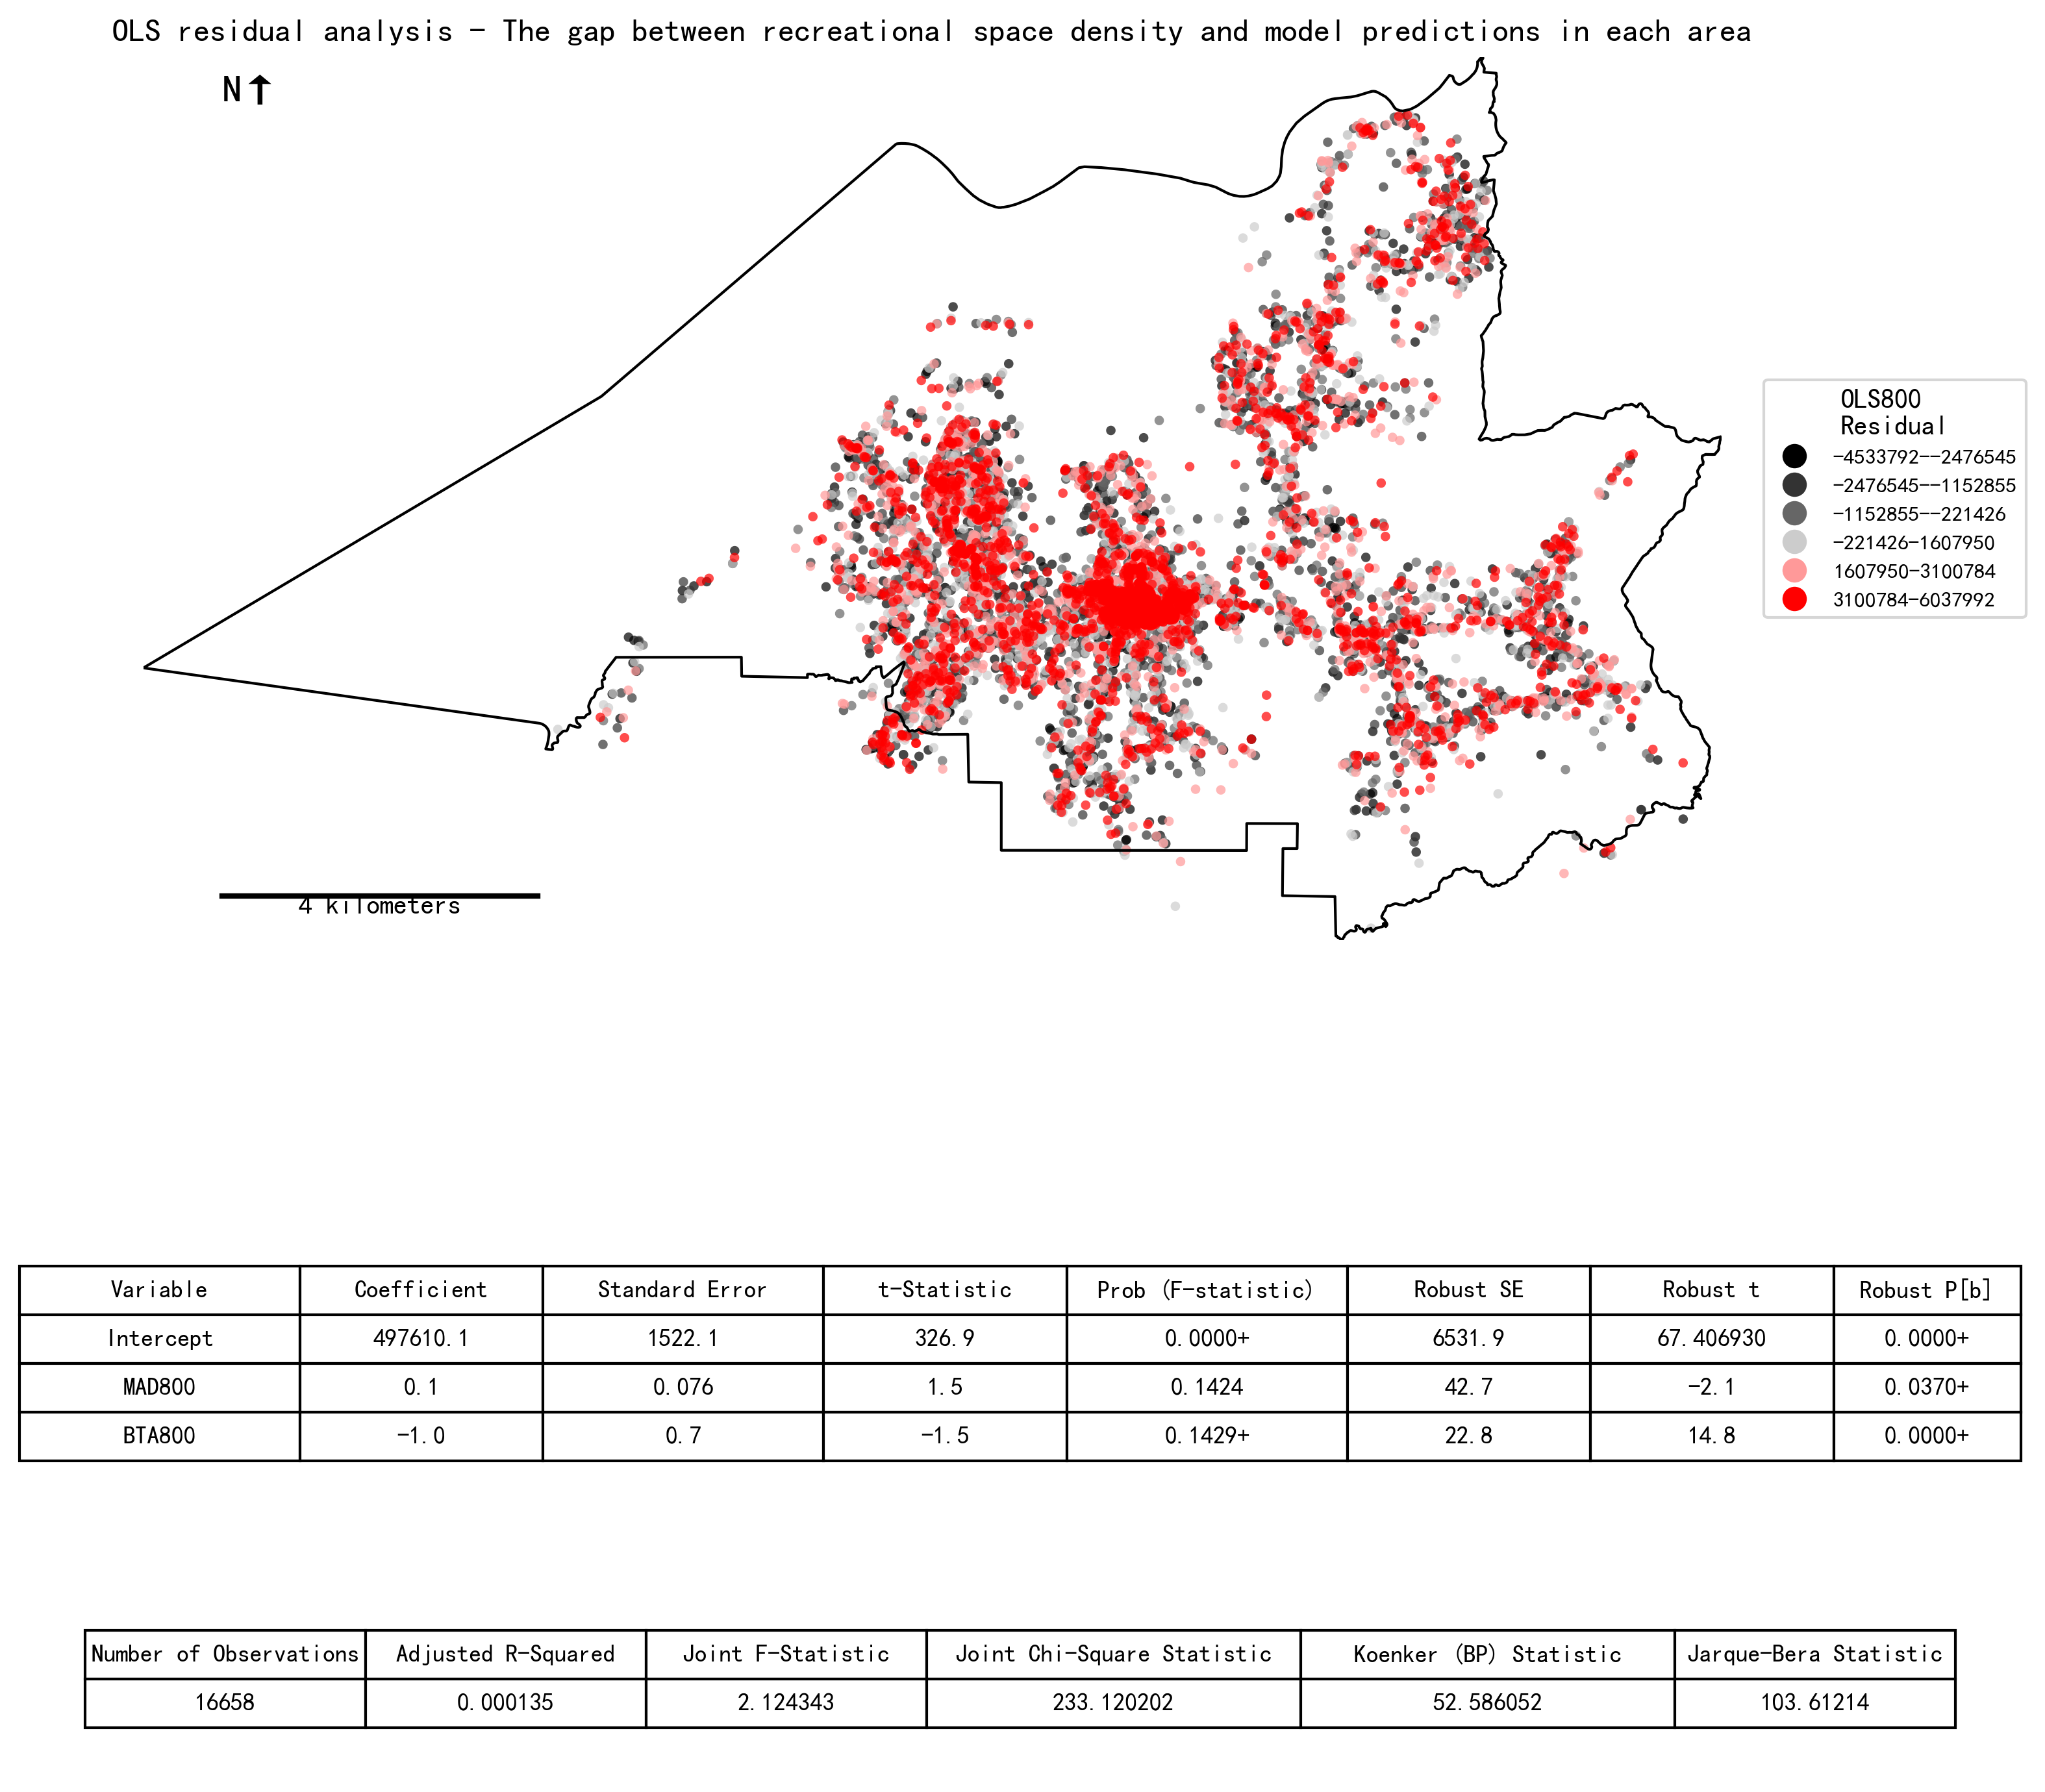 OLS residual analysis - The gap between recreational space density and model predictions in each area
N
OLS800
Residual
-4533792--2476545
-2476545--1152855
-1152855--221426
-221426-1607950
1607950-3100784
3100784-6037992
4 kilometers
Variable Coefficient Standard Error t-Statistic Prob (F-statistic) Robust SE Robust t Robust P[b]
Intercept 497610.1 1522.1 326.9 0.0000+ 6531.9 67.406930 0.0000+
MAD800 0.1 0.076 1.5 0.1424 42.7 -2.1 0.0370+
BTA800 -1.0 0.7 -1.5 0.1429+ 22.8 14.8 0.0000+
Number of Observations Adjusted R-Squared Joint F-Statistic Joint Chi-Square Statistic Koenker (BP) Statistic Jarque-Bera Statistic
16658 0.000135 2.124343 233.120202 52.586052 103.61214